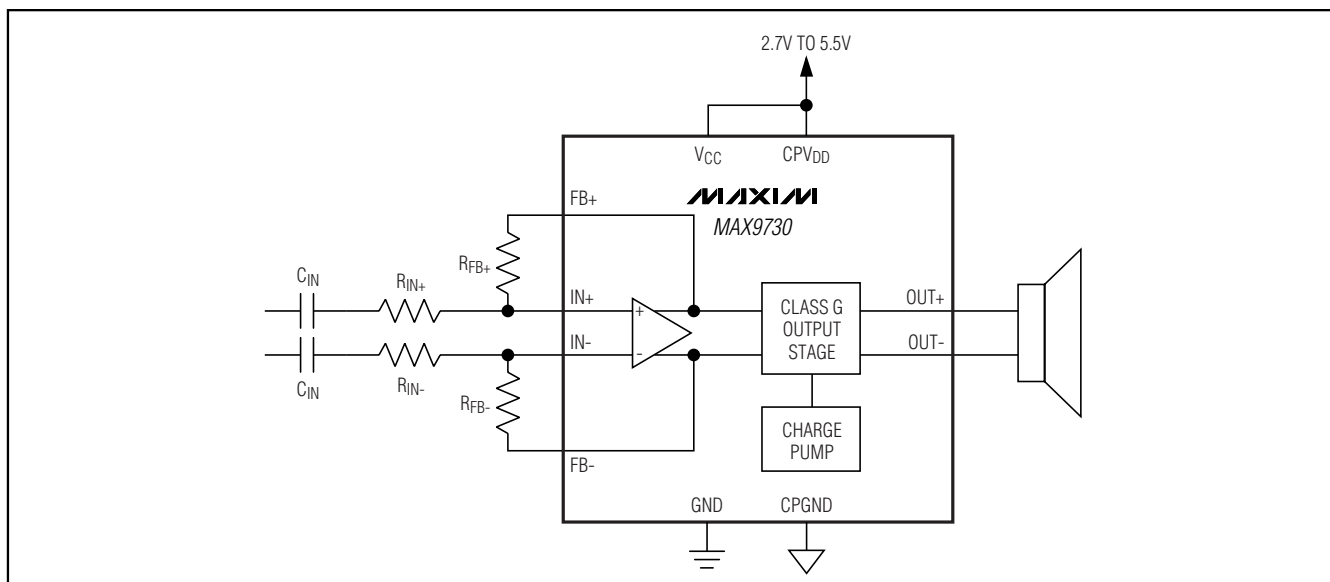 2.7V TO 5.5V
VCC
CPVDD
FB+
MAXIM
MAX9730
RFB+
CIN
RIN+
IN+
CLASS G
OUTPUT
STAGE
OUT+
+
-
IN-
OUT-
CIN
RIN-
RFB-
CHARGE
PUMP
FB-
GND
CPGND